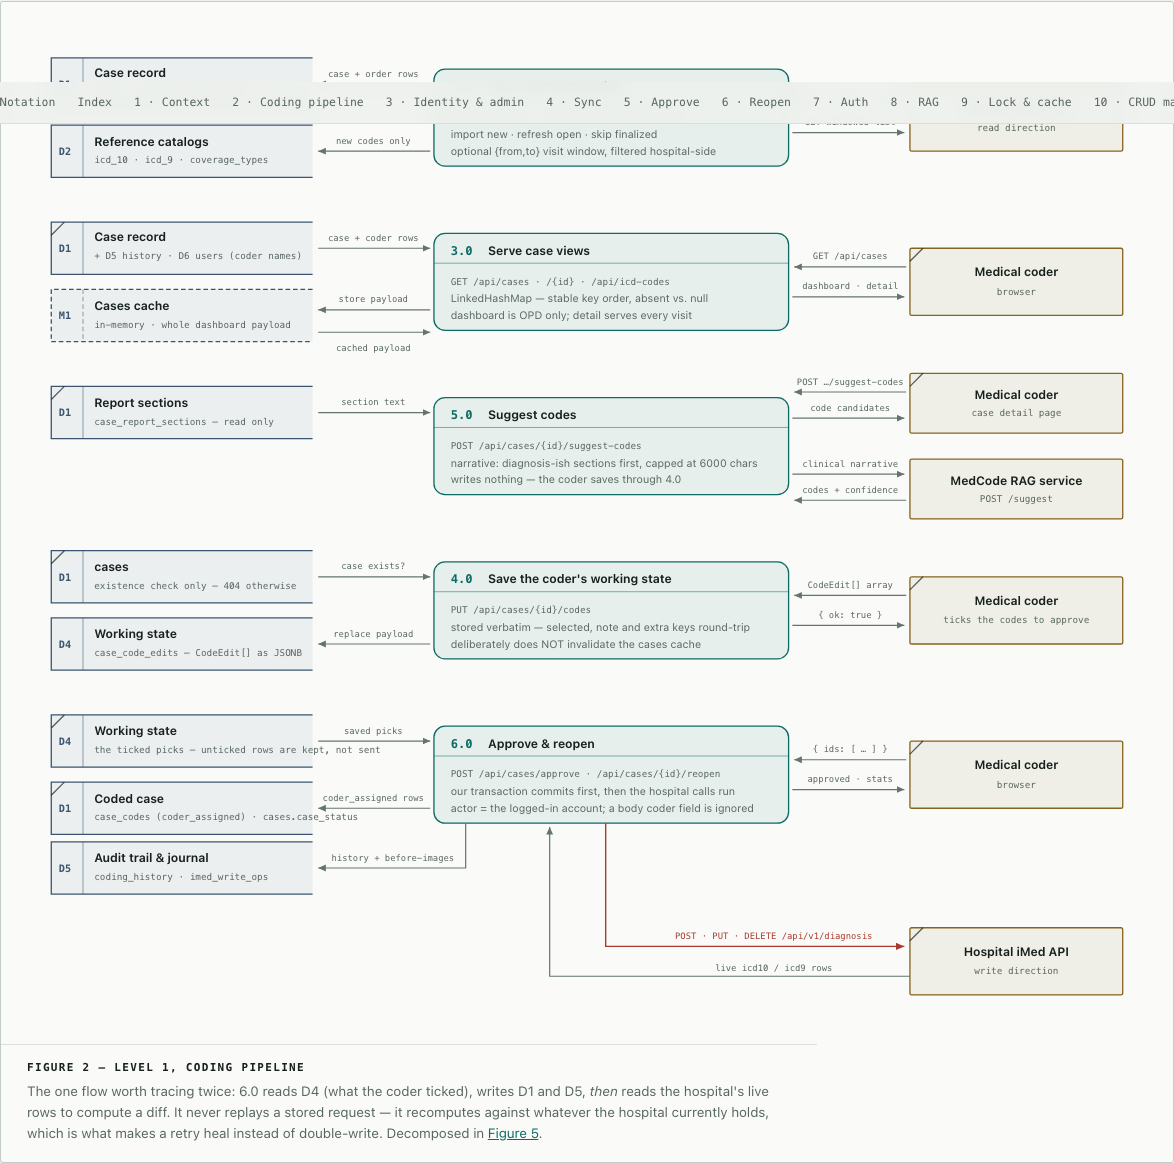 Case record
case + order rows
Notation Index 1 · Context 2 · Coding pipeline 3 · Identity & admin 4 · Sync 5 · Approve 6 · Reopen 7 · Auth 8 · RAG 9 · Lock & cache 10 · CRUD ma
D2
Reference catalogs
icd_10 · icd_9 · coverage_types
new codes only
import new · refresh open · skip finalized
optional {from,to} visit window, filtered hospital-side
read direction
D1
Case record
+ D5 history · D6 users (coder names)
case + coder rows
M1
Cases cache
in-memory · whole dashboard payload
store payload
cached payload
3.0 Serve case views
GET /api/cases · /{id} · /api/icd-codes
LinkedHashMap — stable key order, absent vs. null
dashboard is OPD only; detail serves every visit
GET /api/cases
dashboard · detail
Medical coder
browser
D1
Report sections
case_report_sections — read only
section text
5.0 Suggest codes
POST /api/cases/{id}/suggest-codes
narrative: diagnosis-ish sections first, capped at 6000 chars
writes nothing — the coder saves through 4.0
POST …/suggest-codes
code candidates
Medical coder
case detail page
clinical narrative
codes + confidence
MedCode RAG service
POST /suggest
D1
cases
existence check only — 404 otherwise
case exists?
D4
Working state
case_code_edits — CodeEdit[] as JSONB
replace payload
4.0 Save the coder's working state
PUT /api/cases/{id}/codes
stored verbatim — selected, note and extra keys round-trip
deliberately does NOT invalidate the cases cache
CodeEdit[] array
{ ok: true }
Medical coder
ticks the codes to approve
D4
Working state
the ticked picks — unticked rows are kept, not sent
saved picks
D1
Coded case
case_codes (coder_assigned) · cases.case_status
coder_assigned rows
D5
Audit trail & journal
coding_history · imed_write_ops
history + before-images
6.0 Approve & reopen
POST /api/cases/approve · /api/cases/{id}/reopen
our transaction commits first, then the hospital calls run
actor = the logged-in account; a body coder field is ignored
{ ids: [ … ] }
approved · stats
Medical coder
browser
POST · PUT · DELETE /api/v1/diagnosis
live icd10 / icd9 rows
Hospital iMed API
write direction
FIGURE 2 — LEVEL 1, CODING PIPELINE
The one flow worth tracing twice: 6.0 reads D4 (what the coder ticked), writes D1 and D5, then reads the hospital's live
rows to compute a diff. It never replays a stored request — it recomputes against whatever the hospital currently holds,
which is what makes a retry heal instead of double-write. Decomposed in Figure 5.